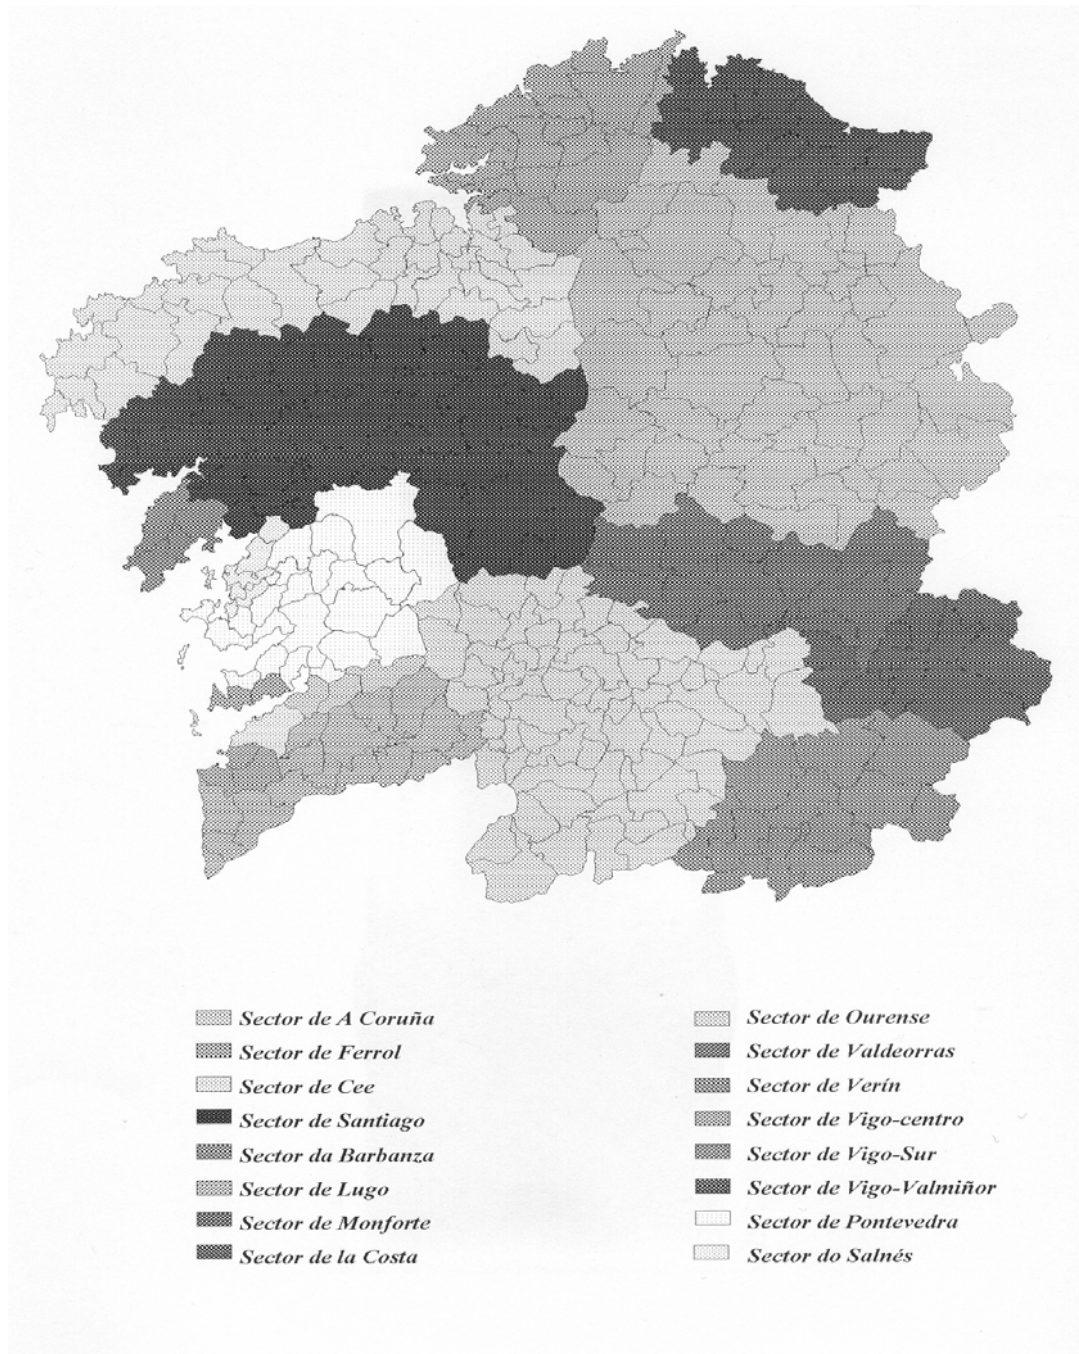 Sector de A Coruña
Sector de Ferrol
Sector de Cee
Sector de Santiago
Sector da Barbanza
Sector de Lugo
Sector de Monforte
Sector de la Costa
Sector de Ourense
Sector de Valdeorras
Sector de Verín
Sector de Vigo-centro
Sector de Vigo-Sur
Sector de Vigo-Valmiñor
Sector de Pontevedra
Sector do Salnés